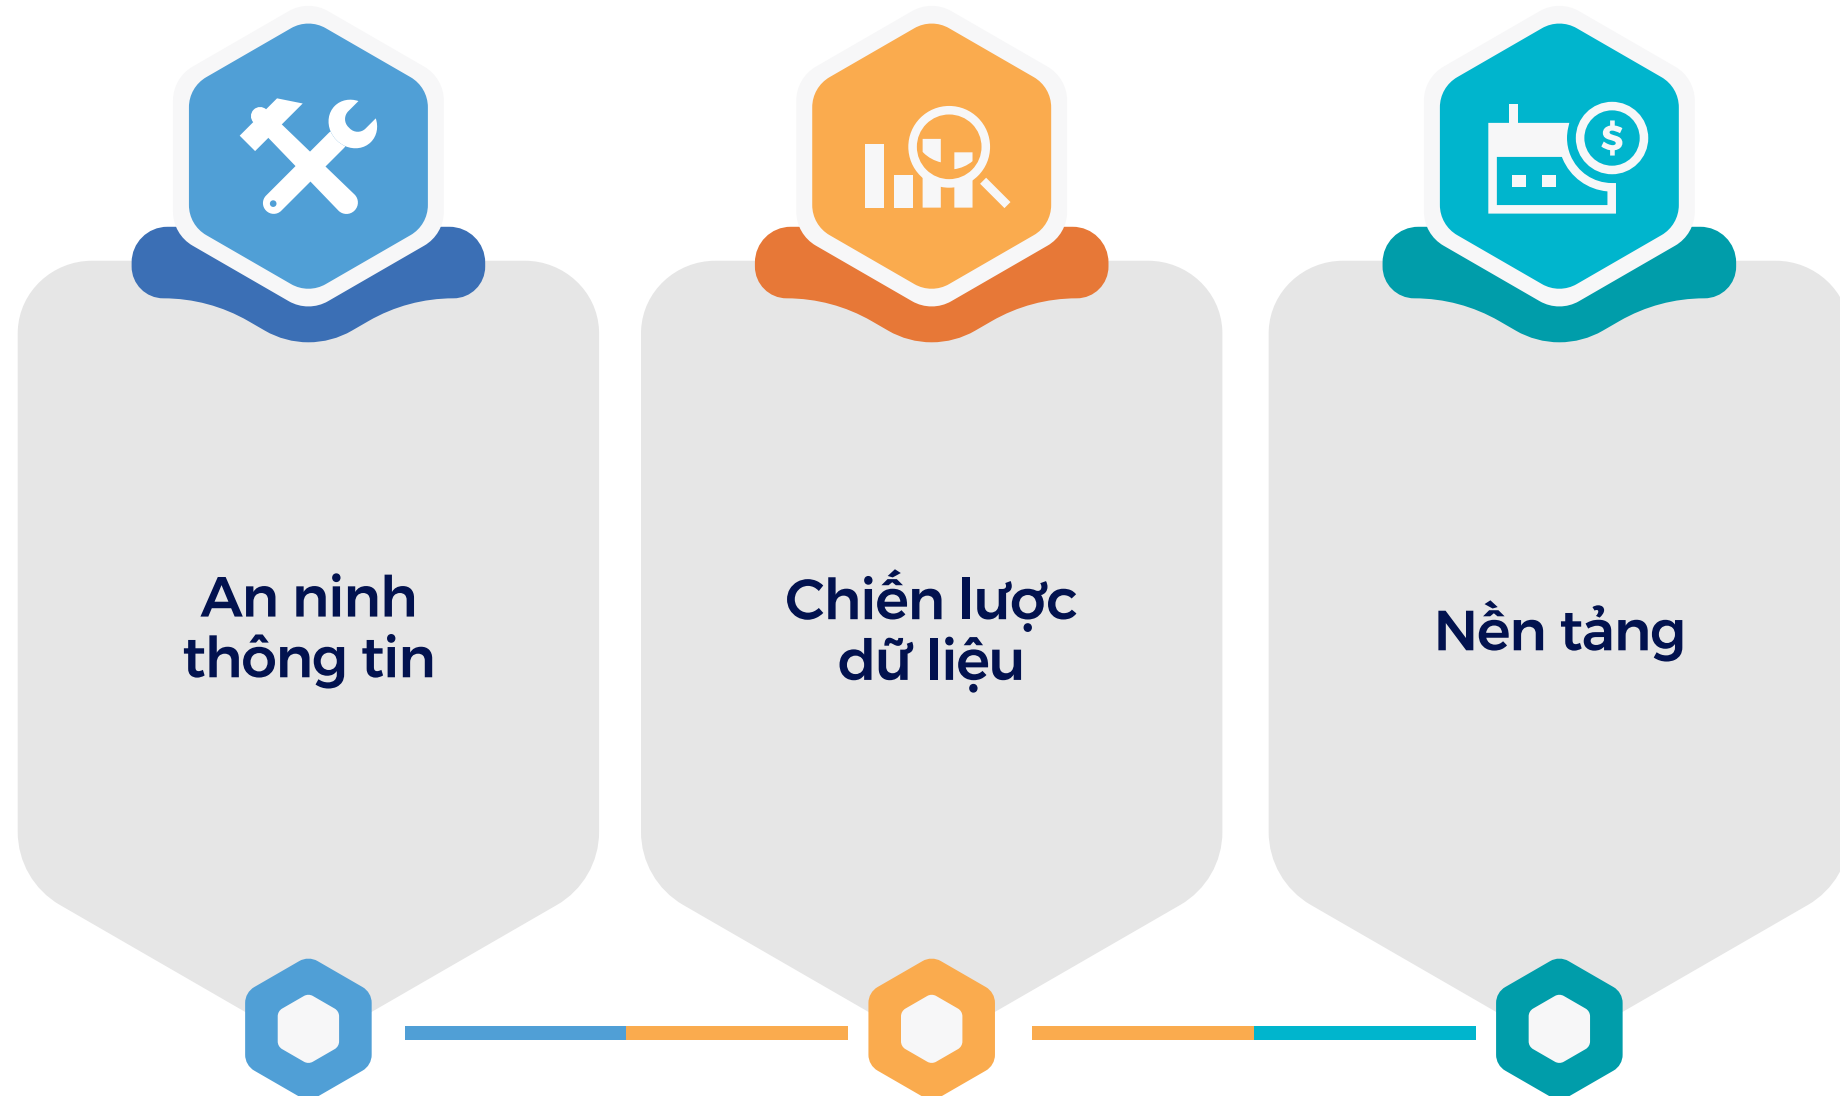 An ninh
thông tin
Chiến lược
dữ liệu
Nền tảng
$